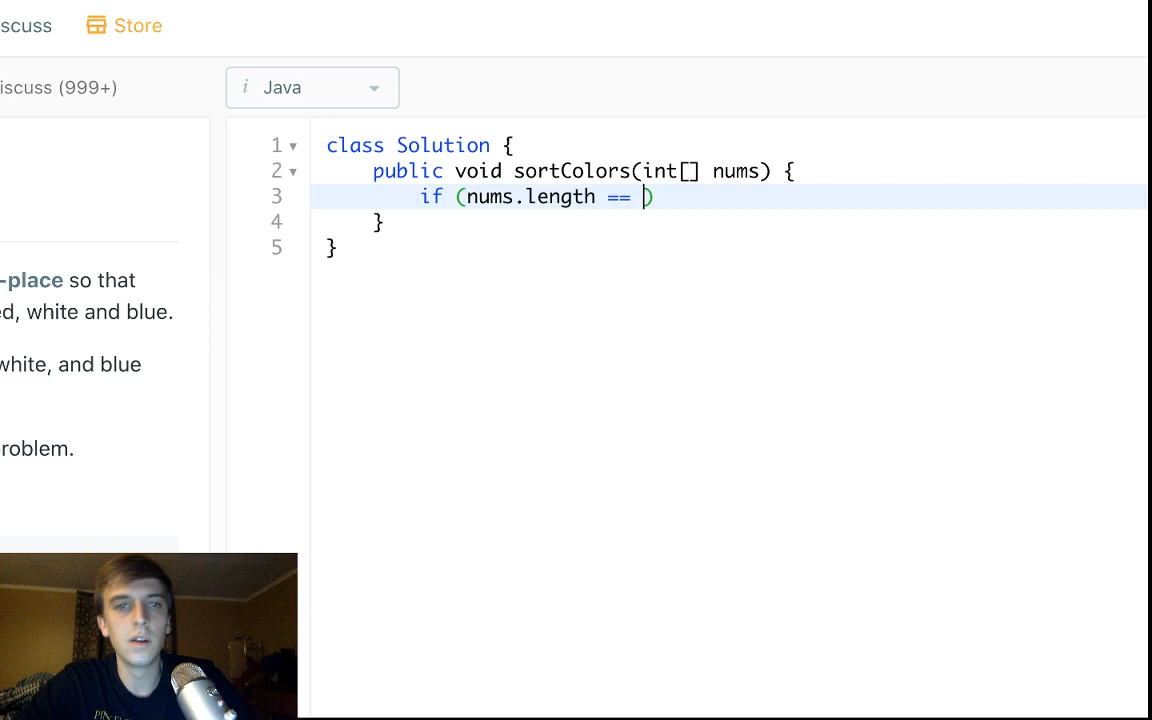 scuss Store
iscuss (999+)
i Java
1 class Solution {
2 public void sortColors(int[] nums) {
3 if (nums.length == )
4 }
5 }
-place so that
ed, white and blue.
white, and blue
roblem.